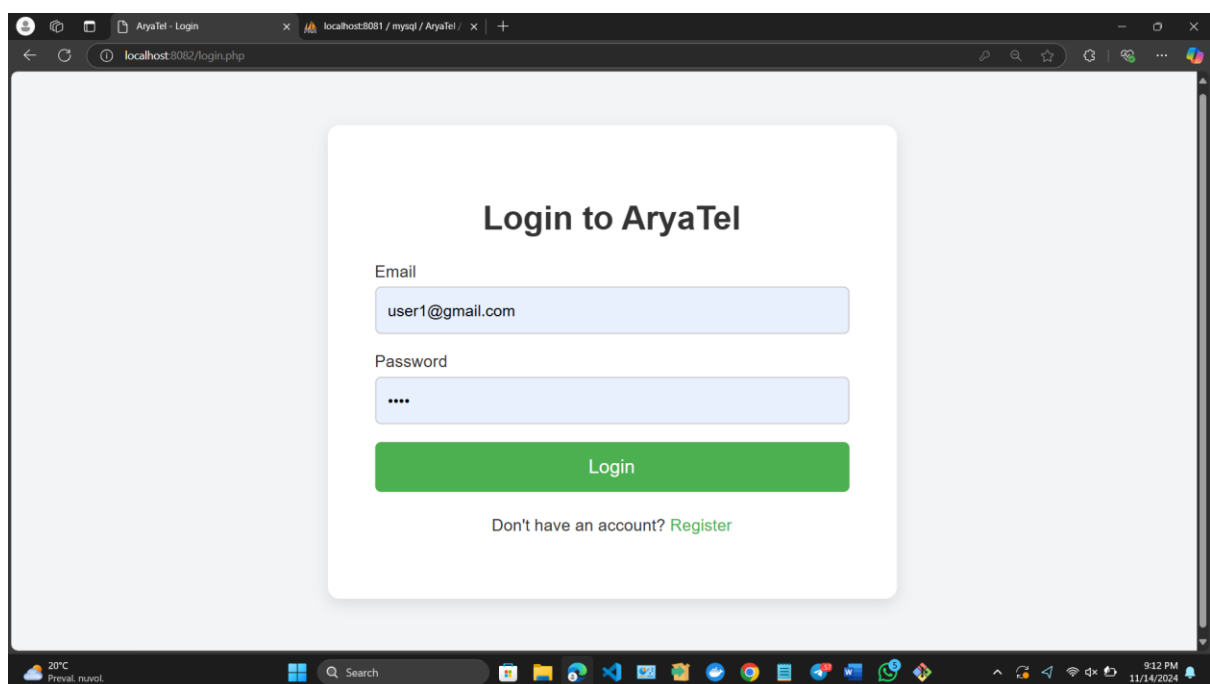 AryaTel - Login
localhost:8081 / mysql / AryaTel /
localhost:8082/login.php
Login to AryaTel
Email
user1@gmail.com
Password
••••
Login
Don't have an account? Register
20°C
Preval. nuvol.
Search
9:12 PM
11/14/2024